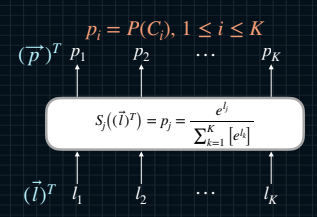 p_i = P(C_i), 1 ≤ i ≤ K
(p⃗)^T p_1 p_2 ⋯ p_K
S_j((l⃗)^T) = p_j = e^{l_j} / ∑_{k=1}^{K} [e^{l_k}]
(l⃗)^T l_1 l_2 ⋯ l_K